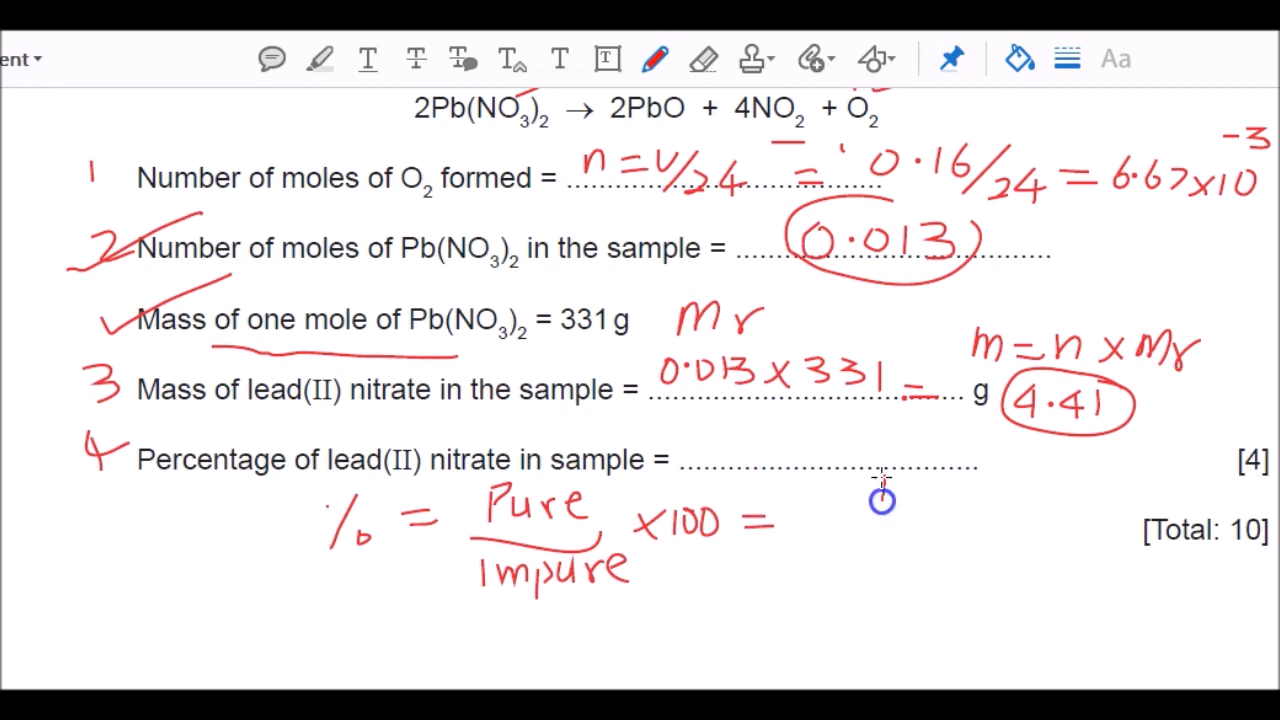 ent
T T T T T T Aa
2Pb(NO3)2 → 2PbO + 4NO2 + O2
1 Number of moles of O2 formed = .......... n = V/24 = 0.16/24 = 6.67 x 10 -3
2 Number of moles of Pb(NO3)2 in the sample = .......... 0.013
Mass of one mole of Pb(NO3)2 = 331 g Mr
m = n x Mr
3 Mass of lead(II) nitrate in the sample = .......... 0.013 x 331 = g 4.41
4 Percentage of lead(II) nitrate in sample = .......... [4]
% = Pure / Impure x 100 =
[Total: 10]